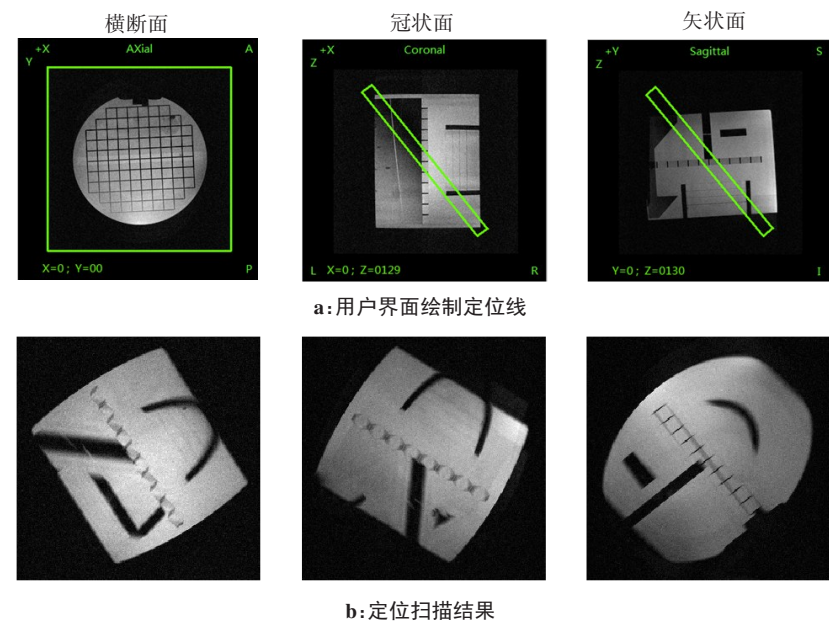 横断面
冠状面
矢状面
+X AXial A
Y
X=0; Y=00 P
+X Coronal
Z
L X=0; Z=0129 R
+Y Sagittal S
Z
Y=0; Z=0130 I
a:用户界面绘制定位线
b:定位扫描结果